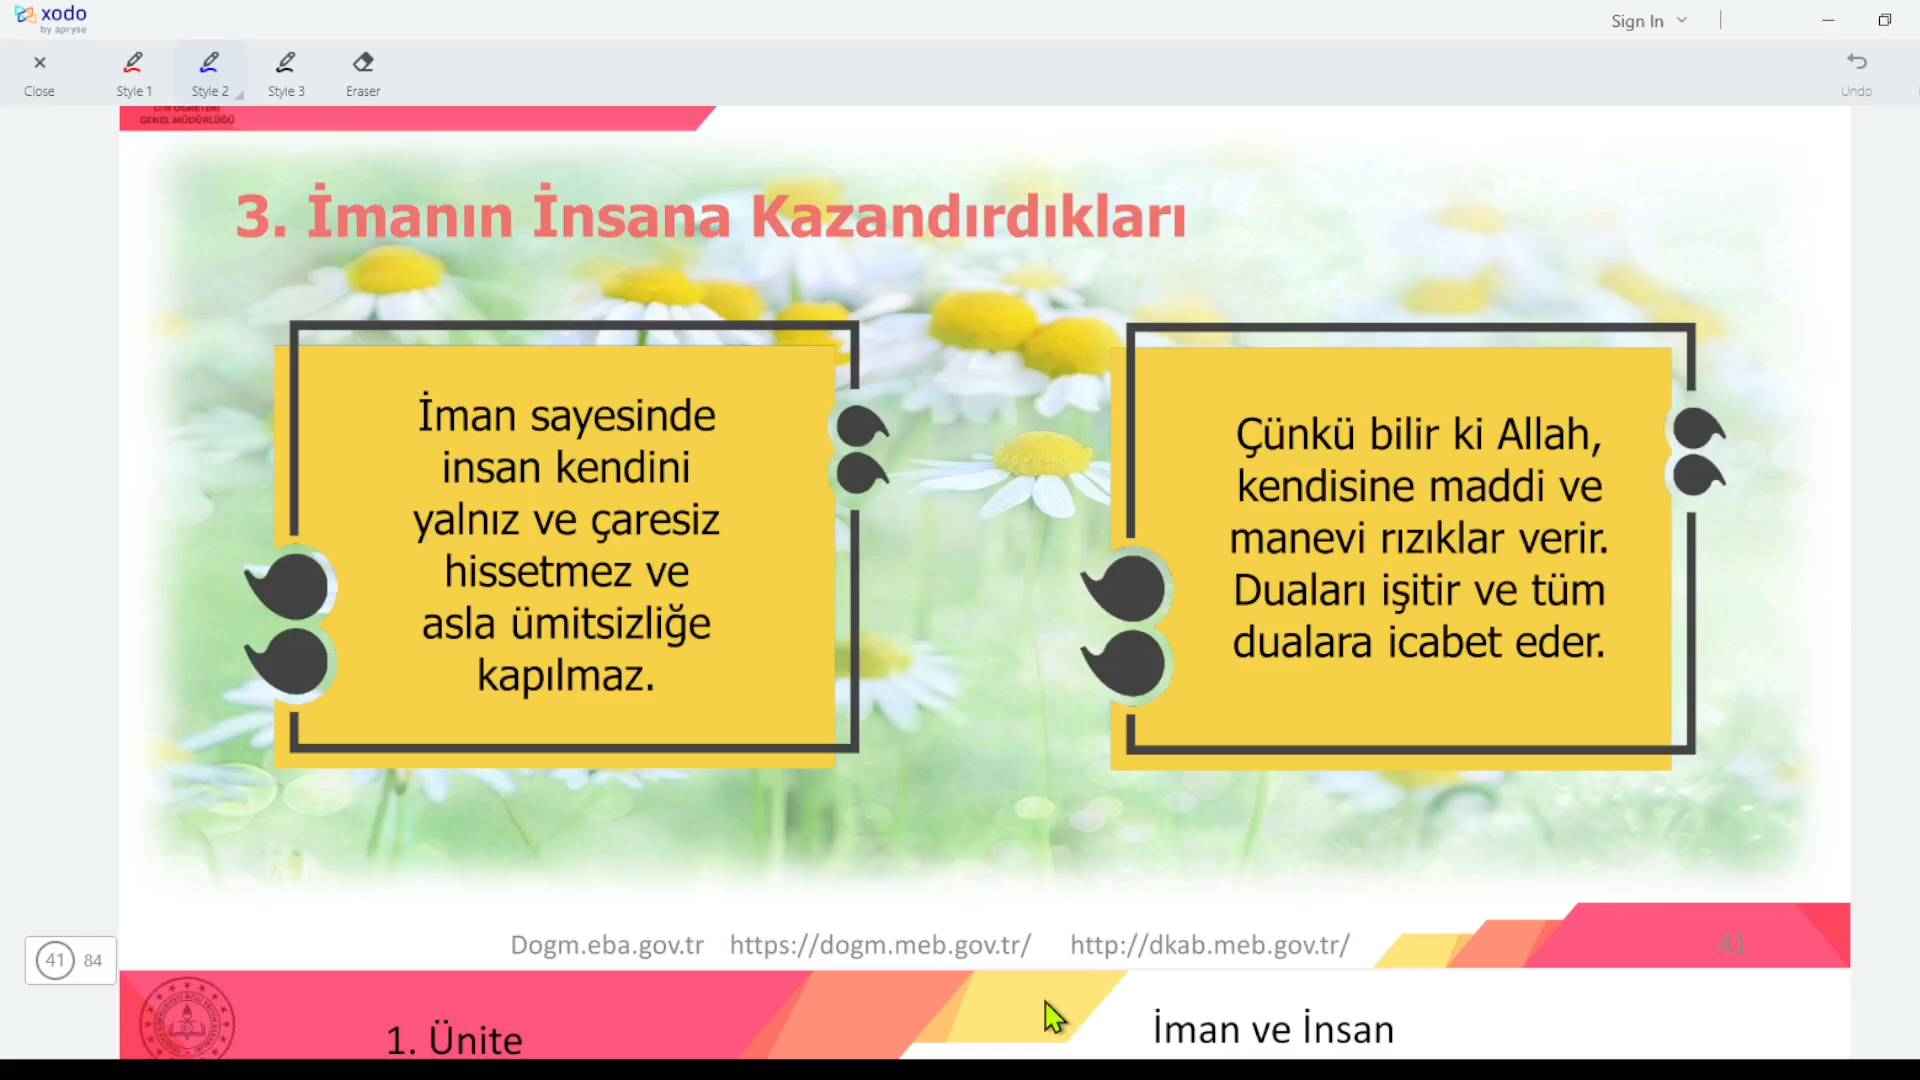 xodo
by apryse
Sign In
Close
Style 1
Style 2
Style 3
Eraser
Undo
DİN ÖĞRETİMİ
GENEL MÜDÜRLÜĞÜ
3. İmanın İnsana Kazandırdıkları
İman sayesinde
insan kendini
yalnız ve çaresiz
hissetmez ve
asla ümitsizliğe
kapılmaz.
Çünkü bilir ki Allah,
kendisine maddi ve
manevi rızıklar verir.
Duaları işitir ve tüm
dualara icabet eder.
Dogm.eba.gov.tr https://dogm.meb.gov.tr/ http://dkab.meb.gov.tr/
41
41 84
1. Ünite
İman ve İnsan